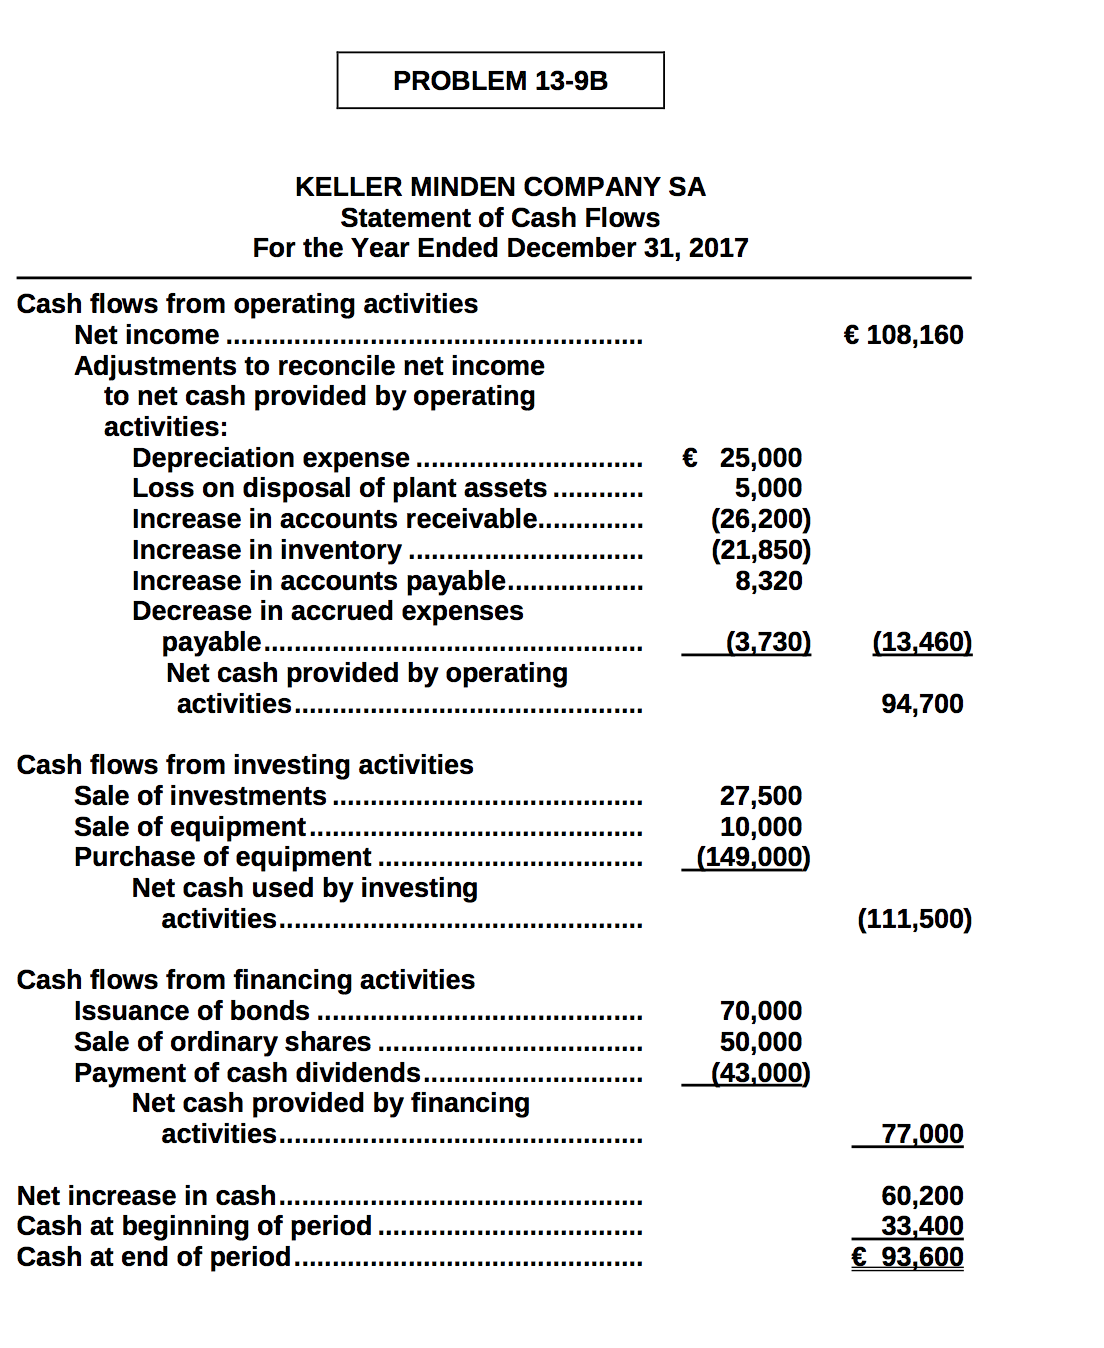 PROBLEM 13-9B
KELLER MINDEN COMPANY SA
Statement of Cash Flows
For the Year Ended December 31, 2017
Cash flows from operating activities
Net income ....................................................... € 108,160
Adjustments to reconcile net income
to net cash provided by operating
activities:
Depreciation expense .............................. € 25,000
Loss on disposal of plant assets ............ 5,000
Increase in accounts receivable.............. (26,200)
Increase in inventory ............................... (21,850)
Increase in accounts payable.................. 8,320
Decrease in accrued expenses
payable.................................................. (3,730) (13,460)
Net cash provided by operating
activities.............................................. 94,700
Cash flows from investing activities
Sale of investments ......................................... 27,500
Sale of equipment............................................ 10,000
Purchase of equipment ................................... (149,000)
Net cash used by investing
activities................................................ (111,500)
Cash flows from financing activities
Issuance of bonds ........................................... 70,000
Sale of ordinary shares ................................... 50,000
Payment of cash dividends............................. (43,000)
Net cash provided by financing
activities................................................ 77,000
Net increase in cash................................................ 60,200
Cash at beginning of period ................................... 33,400
Cash at end of period.............................................. € 93,600